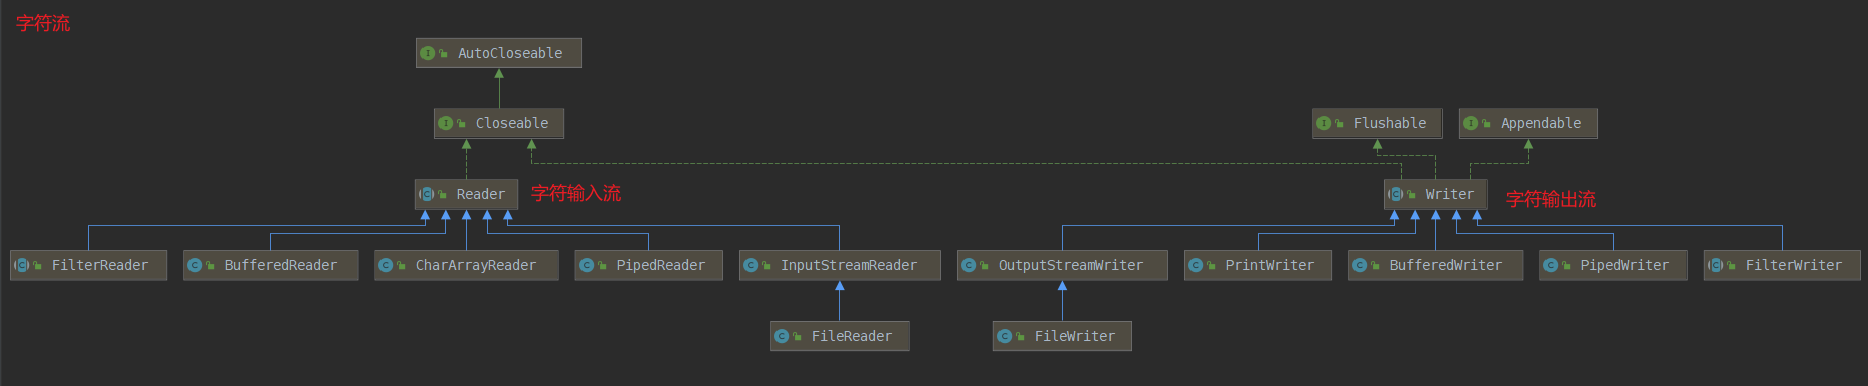 字符流
AutoCloseable
Closeable
Flushable
Appendable
Reader
字符输入流
Writer
字符输出流
FilterReader
BufferedReader
CharArrayReader
PipedReader
InputStreamReader
OutputStreamWriter
PrintWriter
BufferedWriter
PipedWriter
FilterWriter
FileReader
FileWriter